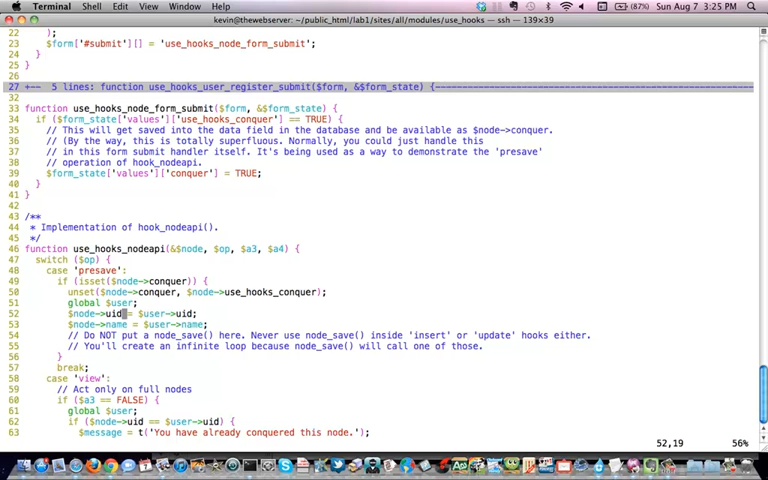 Terminal Shell Edit View Window Help (87%) Sun Aug 7 3:25 PM
kevin@thewebserver: ~/public_html/lab1/sites/all/modules/use_hooks — ssh — 139×39
22 );
23 $form['#submit'][] = 'use_hooks_node_form_submit';
24 }
25 }
26
27 +-- 5 lines: function use_hooks_user_register_submit($form, &$form_state) {
32
33 function use_hooks_node_form_submit($form, &$form_state) {
34 if ($form_state['values']['use_hooks_conquer'] == TRUE) {
35 // This will get saved into the data field in the database and be available as $node->conquer.
36 // (By the way, this is totally superfluous. Normally, you could just handle this
37 // in this form submit handler itself. It's being used as a way to demonstrate the 'presave'
38 // operation of hook_nodeapi.
39 $form_state['values']['conquer'] = TRUE;
40 }
41 }
42
43 /**
44 * Implementation of hook_nodeapi().
45 */
46 function use_hooks_nodeapi(&$node, $op, $a3, $a4) {
47 switch ($op) {
48 case 'presave':
49 if (isset($node->conquer)) {
50 unset($node->conquer, $node->use_hooks_conquer);
51 global $user;
52 $node->uid = $user->uid;
53 $node->name = $user->name;
54 // Do NOT put a node_save() here. Never use node_save() inside 'insert' or 'update' hooks either.
55 // You'll create an infinite loop because node_save() will call one of those.
56 }
57 break;
58 case 'view':
59 // Act only on full nodes
60 if ($a3 == FALSE) {
61 global $user;
62 if ($node->uid == $user->uid) {
63 $message = t('You have already conquered this node.');
52,19 56%